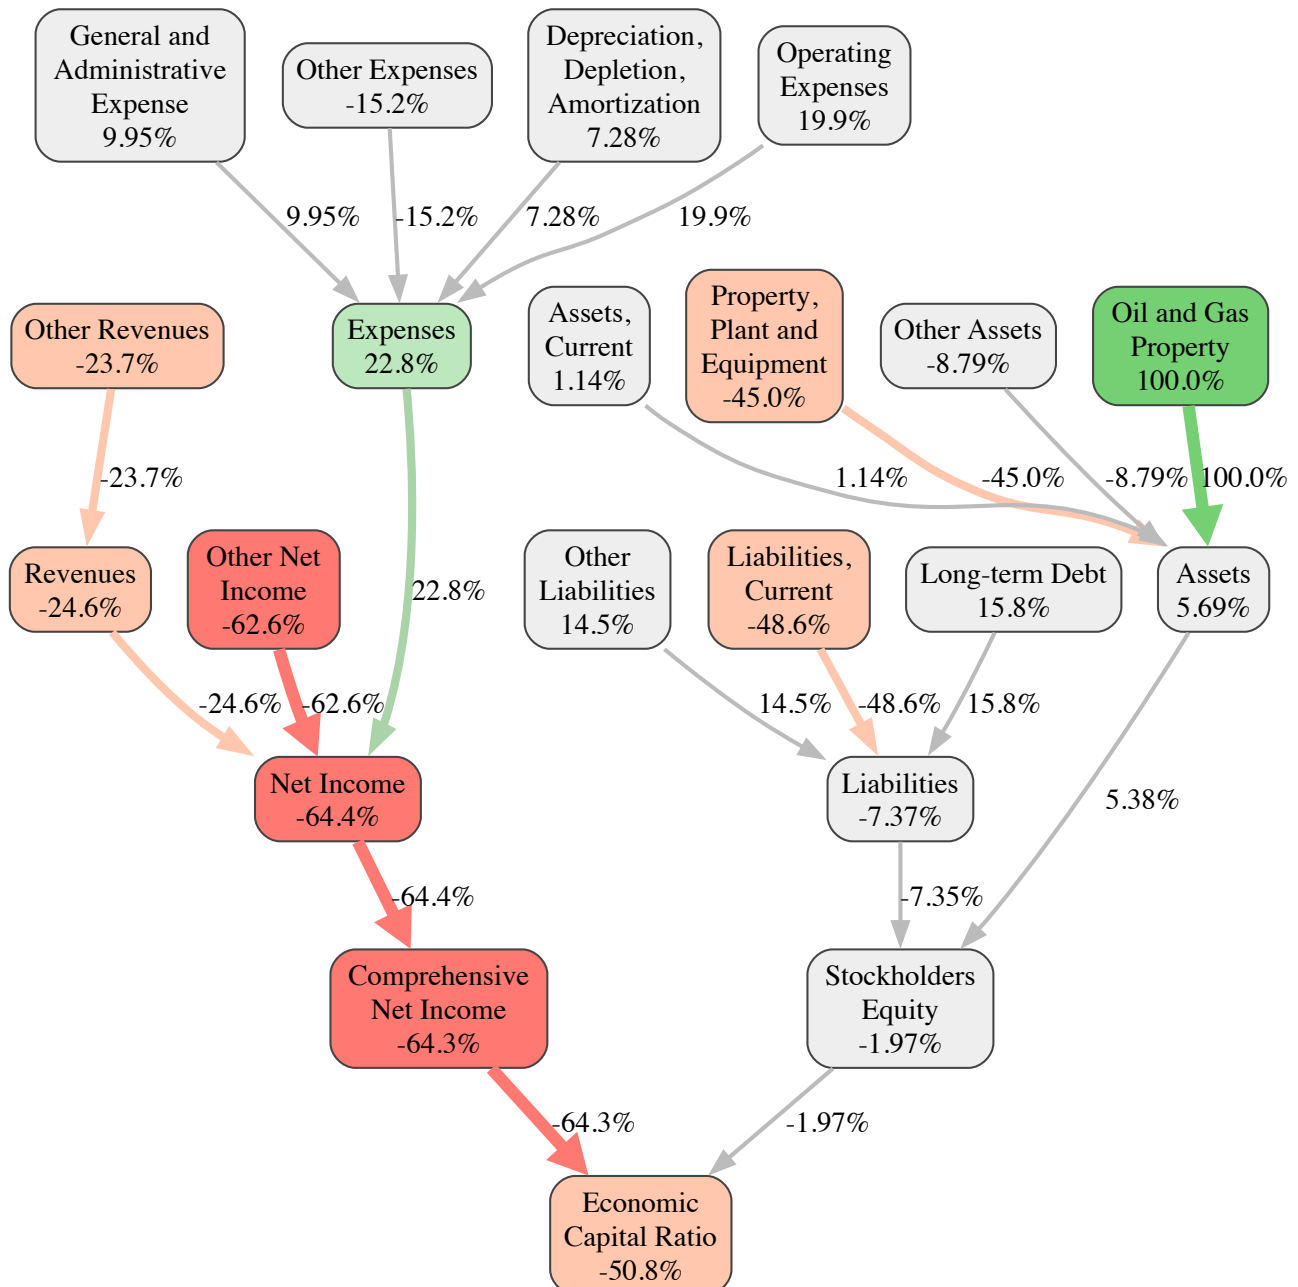 General and
Administrative
Expense
9.95%
Other Expenses
-15.2%
Depreciation,
Depletion,
Amortization
7.28%
Operating
Expenses
19.9%
9.95%
-15.2%
7.28%
19.9%
Other Revenues
-23.7%
Expenses
22.8%
Assets,
Current
1.14%
Property,
Plant and
Equipment
-45.0%
Other Assets
-8.79%
Oil and Gas
Property
100.0%
-23.7%
1.14%
-45.0%
-8.79%
100.0%
Revenues
-24.6%
Other Net
Income
-62.6%
22.8%
Other
Liabilities
14.5%
Liabilities,
Current
-48.6%
Long-term Debt
15.8%
Assets
5.69%
-24.6%
-62.6%
14.5%
-48.6%
15.8%
Net Income
-64.4%
Liabilities
-7.37%
5.38%
-64.4%
-7.35%
Comprehensive
Net Income
-64.3%
Stockholders
Equity
-1.97%
-64.3%
-1.97%
Economic
Capital Ratio
-50.8%